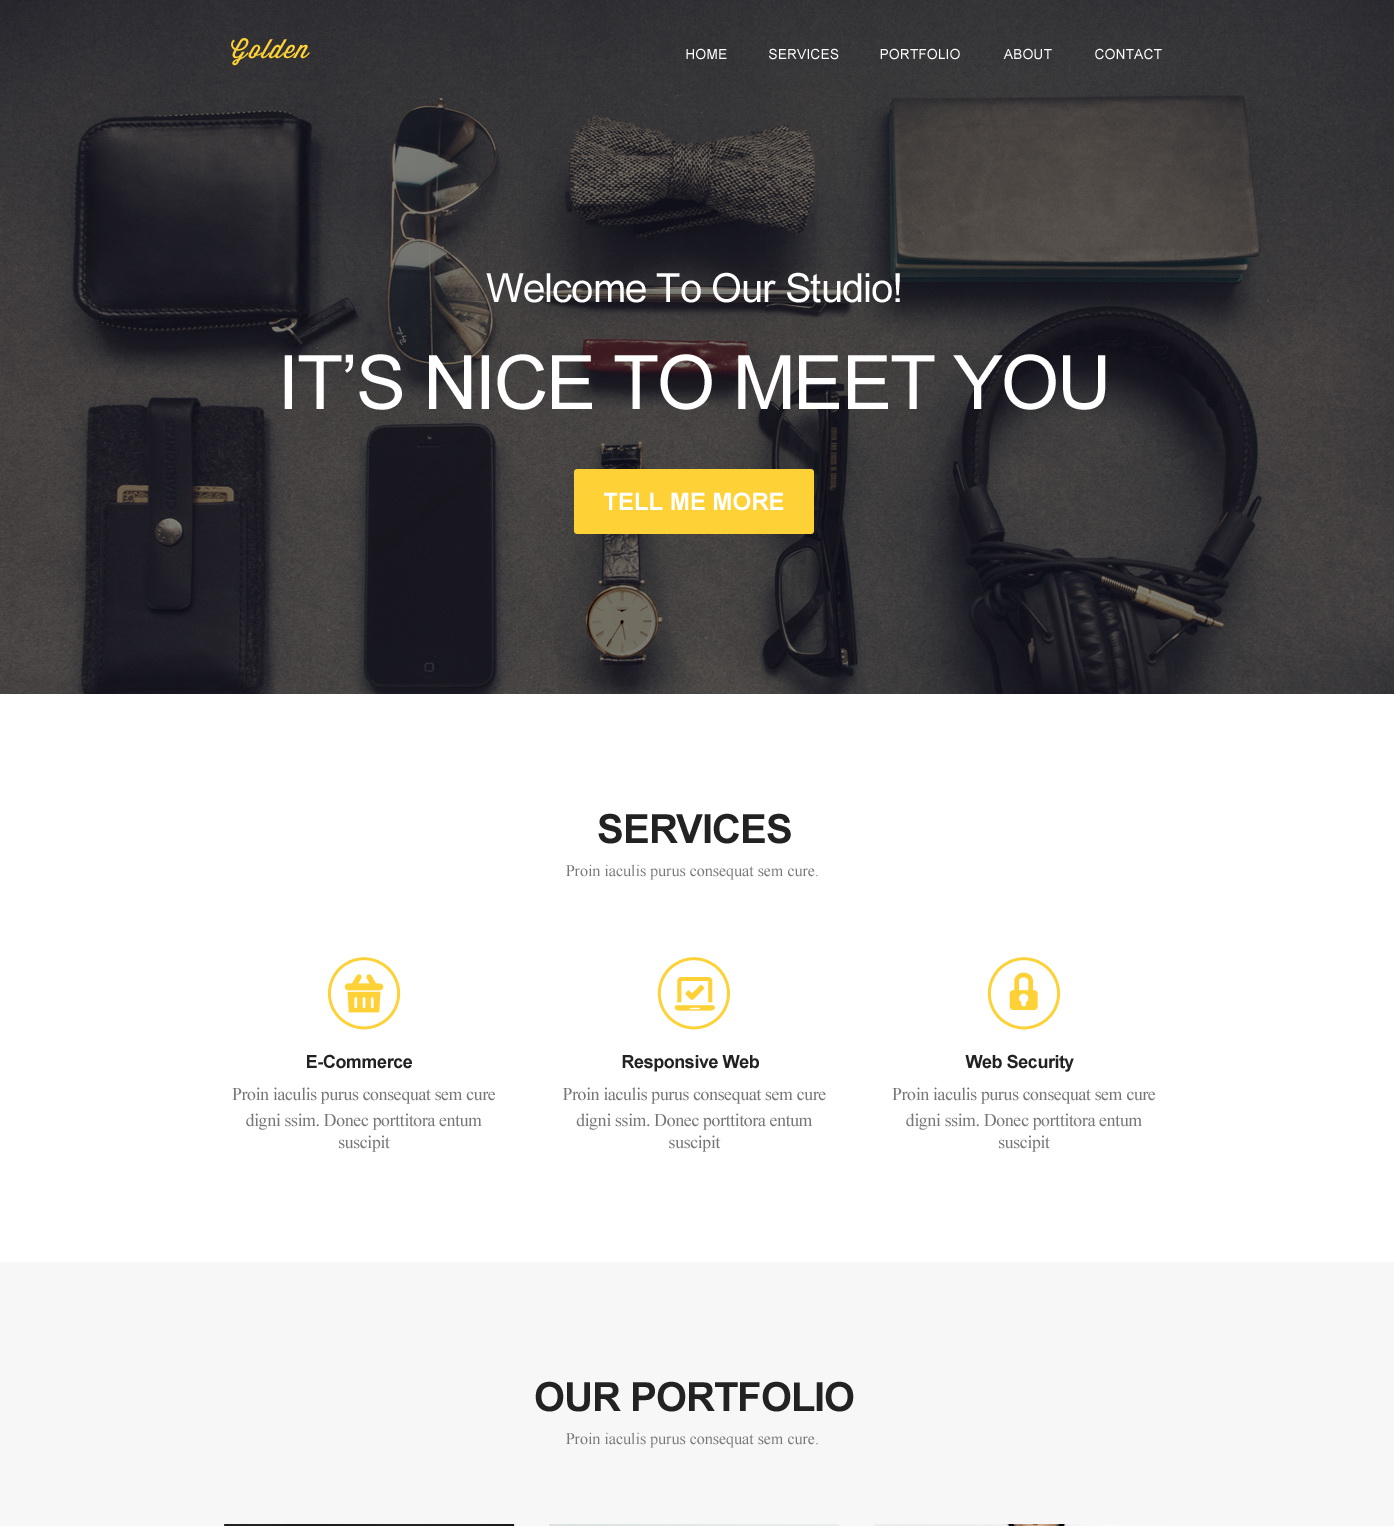 Golden
HOME SERVICES PORTFOLIO ABOUT CONTACT
Welcome To Our Studio!
IT’S NICE TO MEET YOU
TELL ME MORE
SERVICES
Proin iaculis purus consequat sem cure.
E-Commerce
Proin iaculis purus consequat sem cure
digni ssim. Donec porttitora entum
suscipit
Responsive Web
Proin iaculis purus consequat sem cure
digni ssim. Donec porttitora entum
suscipit
Web Security
Proin iaculis purus consequat sem cure
digni ssim. Donec porttitora entum
suscipit
OUR PORTFOLIO
Proin iaculis purus consequat sem cure.